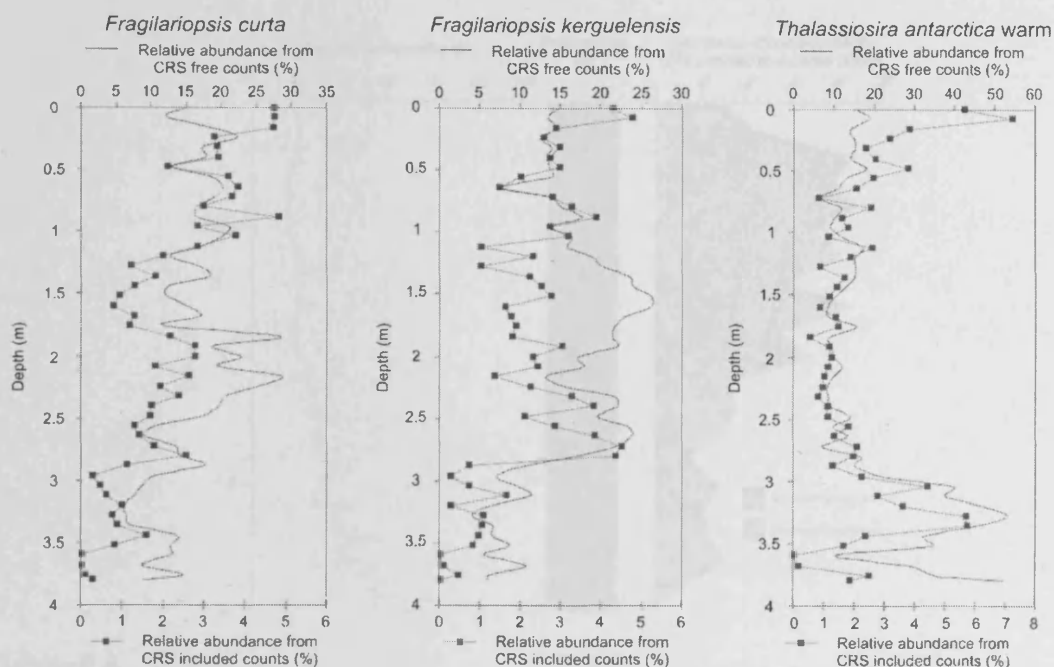 Fragilariopsis curta
Relative abundance from
CRS free counts (%)
0 5 10 15 20 25 30 35
0
0.5
1
1.5
2
2.5
3
3.5
4
Depth (m)
0 1 2 3 4 5 6
Relative abundance from
CRS included counts (%)
Fragilariopsis kerguelensis
Relative abundance from
CRS free counts (%)
0 5 10 15 20 25 30
0
0.5
1
1.5
2
2.5
3
3.5
4
Depth (m)
0 1 2 3 4 5 6
Relative abundance from
CRS included counts (%)
Thalassiosira antarctica warm
Relative abundance from
CRS free counts (%)
0 10 20 30 40 50 60
0
0.5
1
1.5
2
2.5
3
3.5
4
Depth (m)
0 1 2 3 4 5 6 7 8
Relative abundance from
CRS included counts (%)